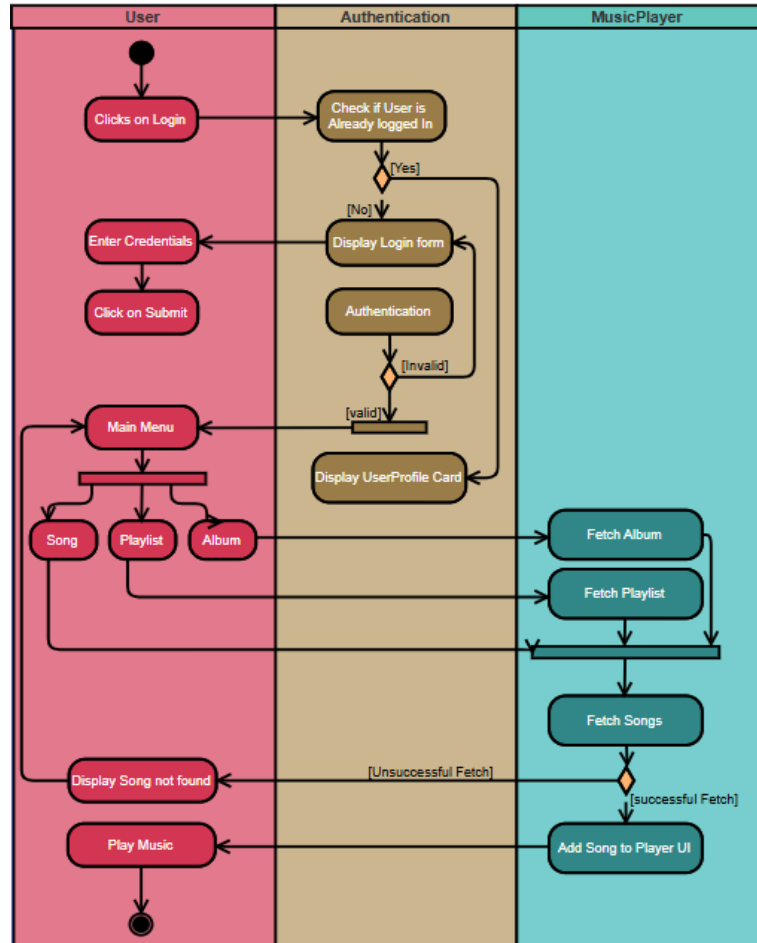 User
Authentication
MusicPlayer
Clicks on Login
Check if User is
Already logged In
[Yes]
[No]
Enter Credentials
Display Login form
Click on Submit
Authentication
[Invalid]
[valid]
Main Menu
Display UserProfile Card
Song
Playlist
Album
Fetch Album
Fetch Playlist
Fetch Songs
Display Song not found
[Unsuccessful Fetch]
[successful Fetch]
Play Music
Add Song to Player UI